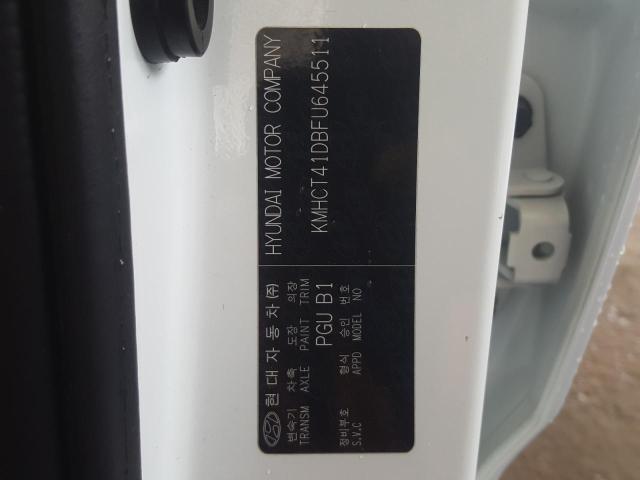 현대자동차(주) HYUNDAI MOTOR COMPANY
변속기 차축 도장 의장
TRANSM AXLE PAINT TRIM
PGU B1 KMHCT41DBFU645511
정비부호 형식 승인 번호
S.V.C APPD MODEL NO